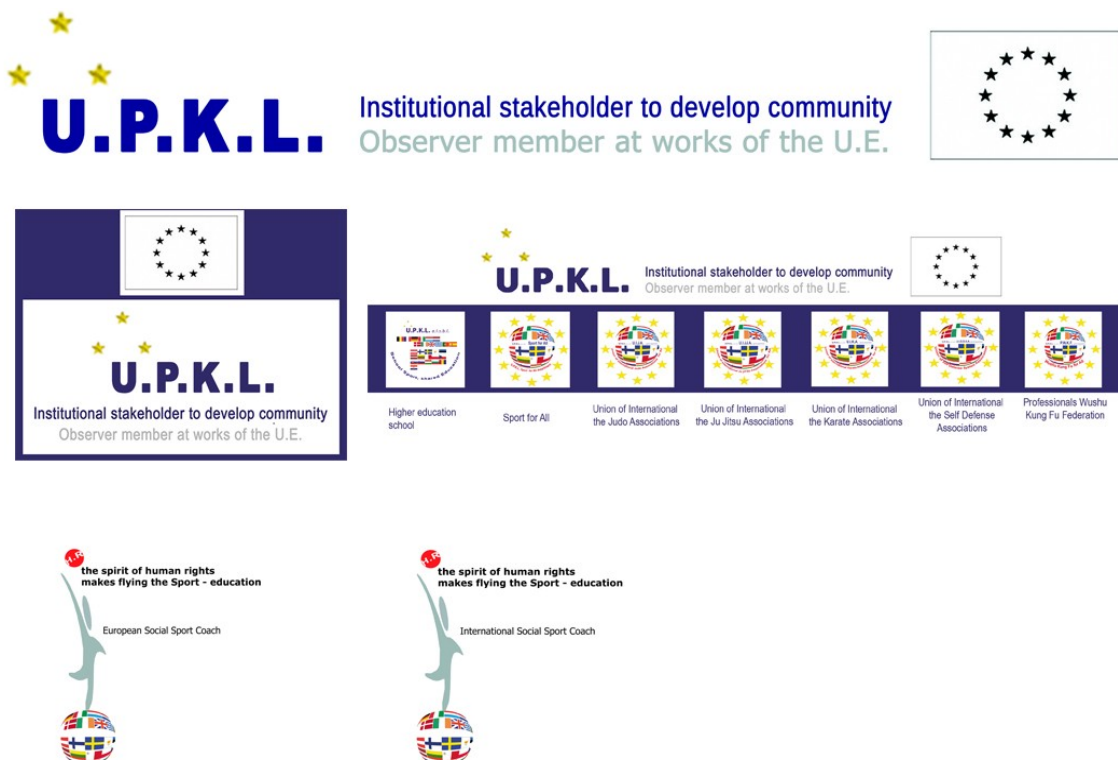 U.P.K.L.
Institutional stakeholder to develop community
Observer member at works of the U.E.
U.P.K.L.
Institutional stakeholder to develop community
Observer member at works of the U.E.
U.P.K.L.
Institutional stakeholder to develop community
Observer member at works of the U.E.
U.P.K.L.
Higher education
school
Sport for All
Union of International
the Judo Associations
Union of International
the Ju Jitsu Associations
Union of International
the Karate Associations
Union of International
the Self Defense
Associations
Professionals Wushu
Kung Fu Federation
the spirit of human rights
makes flying the Sport - education
European Social Sport Coach
the spirit of human rights
makes flying the Sport - education
International Social Sport Coach